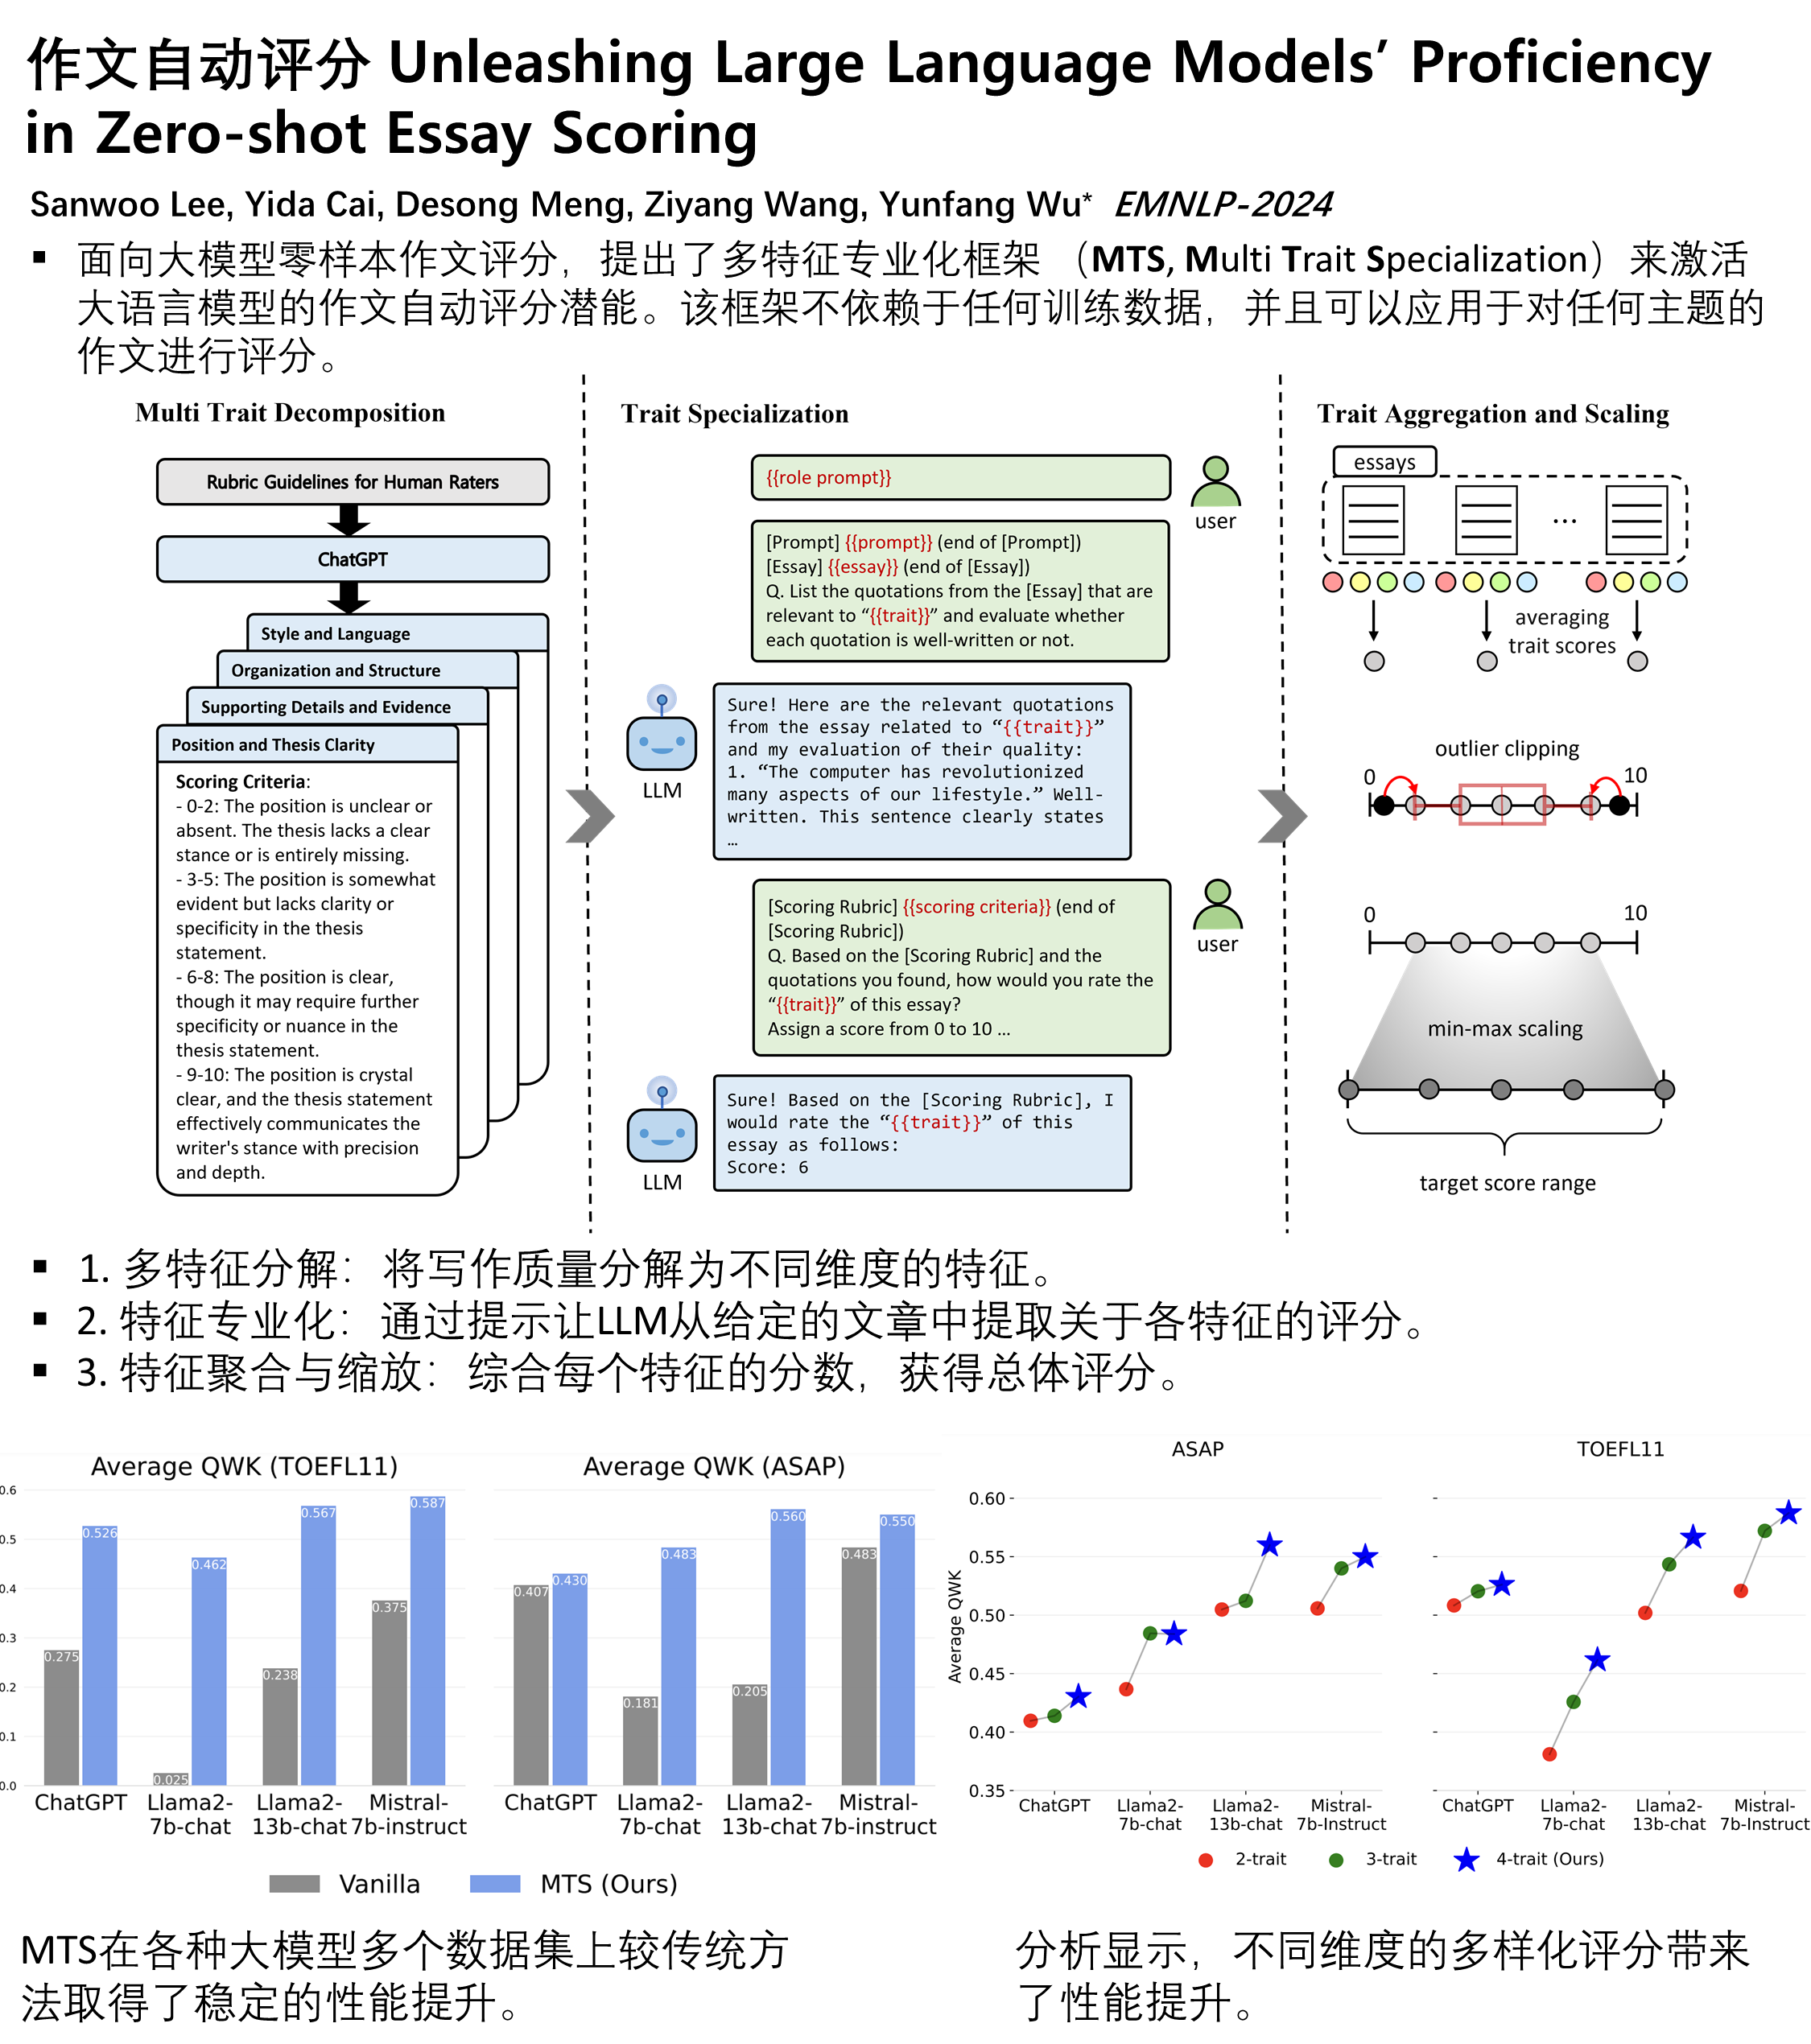 作文自动评分 Unleashing Large Language Models’ Proficiency
in Zero-shot Essay Scoring
Sanwoo Lee, Yida Cai, Desong Meng, Ziyang Wang, Yunfang Wu* EMNLP-2024
▪ 面向大模型零样本作文评分，提出了多特征专业化框架 （MTS, Multi Trait Specialization）来激活
大语言模型的作文自动评分潜能。该框架不依赖于任何训练数据，并且可以应用于对任何主题的
作文进行评分。
Multi Trait Decomposition
Rubric Guidelines for Human Raters
ChatGPT
Style and Language
Organization and Structure
Supporting Details and Evidence
Position and Thesis Clarity
Scoring Criteria:
- 0-2: The position is unclear or
absent. The thesis lacks a clear
stance or is entirely missing.
- 3-5: The position is somewhat
evident but lacks clarity or
specificity in the thesis
statement.
- 6-8: The position is clear,
though it may require further
specificity or nuance in the
thesis statement.
- 9-10: The position is crystal
clear, and the thesis statement
effectively communicates the
writer's stance with precision
and depth.
Trait Specialization
{{role prompt}}
user
[Prompt] {{prompt}} (end of [Prompt])
[Essay] {{essay}} (end of [Essay])
Q. List the quotations from the [Essay] that are
relevant to “{{trait}}” and evaluate whether
each quotation is well-written or not.
LLM
Sure! Here are the relevant quotations
from the essay related to “{{trait}}”
and my evaluation of their quality:
1. “The computer has revolutionized
many aspects of our lifestyle.” Well-
written. This sentence clearly states
…
user
[Scoring Rubric] {{scoring criteria}} (end of
[Scoring Rubric])
Q. Based on the [Scoring Rubric] and the
quotations you found, how would you rate the
“{{trait}}” of this essay?
Assign a score from 0 to 10 …
LLM
Sure! Based on the [Scoring Rubric], I
would rate the “{{trait}}” of this
essay as follows:
Score: 6
Trait Aggregation and Scaling
essays
...
averaging
trait scores
outlier clipping
0 10
0 10
min-max scaling
target score range
▪ 1. 多特征分解：将写作质量分解为不同维度的特征。
▪ 2. 特征专业化：通过提示让LLM从给定的文章中提取关于各特征的评分。
▪ 3. 特征聚合与缩放：综合每个特征的分数，获得总体评分。
Average QWK (TOEFL11)
0.6
0.5
0.4
0.3
0.2
0.1
0.0
0.275 0.526 0.025 0.462 0.238 0.567 0.375 0.587
ChatGPT Llama2- Llama2- Mistral-
7b-chat 13b-chat 7b-instruct
Average QWK (ASAP)
0.407 0.430 0.181 0.483 0.205 0.560 0.483 0.550
ChatGPT Llama2- Llama2- Mistral-
7b-chat 13b-chat 7b-instruct
Vanilla MTS (Ours)
ASAP
Average QWK
0.60
0.55
0.50
0.45
0.40
0.35
ChatGPT Llama2- Llama2- Mistral-
7b-chat 13b-chat 7b-Instruct
TOEFL11
ChatGPT Llama2- Llama2- Mistral-
7b-chat 13b-chat 7b-Instruct
2-trait 3-trait 4-trait (Ours)
MTS在各种大模型多个数据集上较传统方
法取得了稳定的性能提升。
分析显示，不同维度的多样化评分带来
了性能提升。